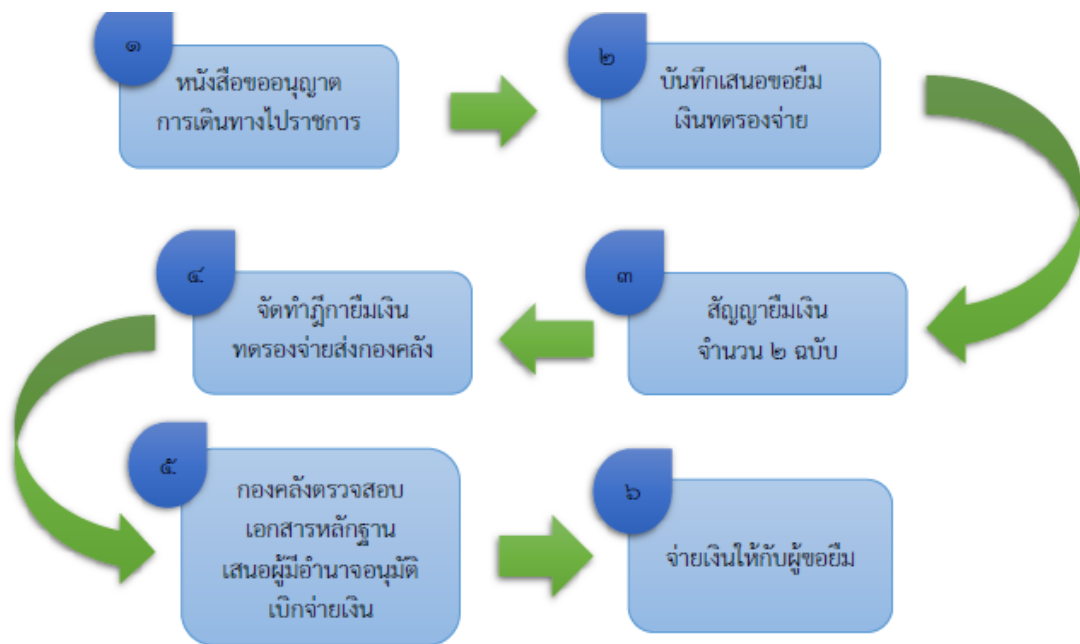 ๑
หนังสือขออนุญาต
การเดินทางไปราชการ
๒
บันทึกเสนอขอยืม
เงินทดรองจ่าย
๓
สัญญายืมเงิน
จำนวน ๒ ฉบับ
๔
จัดทำฎีกายืมเงิน
ทดรองจ่ายส่งกองคลัง
๕
กองคลังตรวจสอบ
เอกสารหลักฐาน
เสนอผู้มีอำนาจอนุมัติ
เบิกจ่ายเงิน
๖
จ่ายเงินให้กับผู้ขอยืม